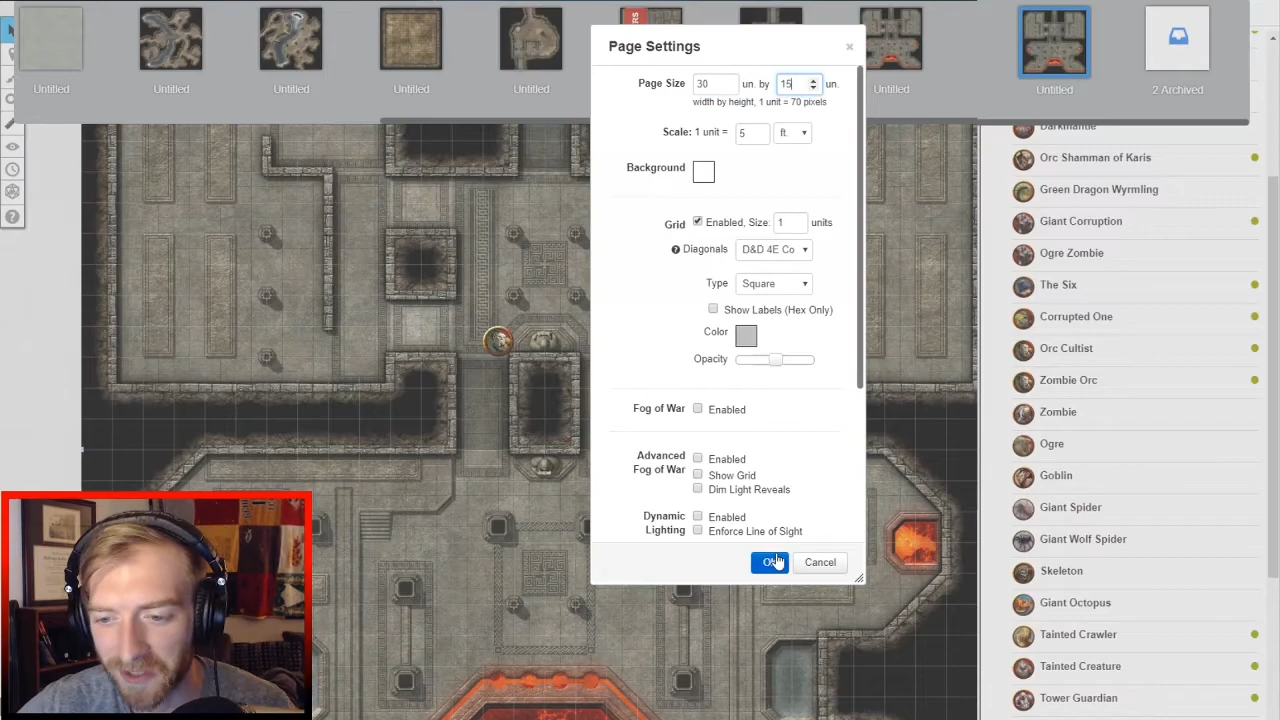 Untitled
Untitled
Untitled
Untitled
Untitled
Untitled
Untitled
2 Archived
Page Settings
×
Page Size 30 un. by 15 un.
width by height, 1 unit = 70 pixels
Scale: 1 unit = 5 ft.
Background
Grid Enabled, Size: 1 units
Diagonals D&D 4E Co
Type Square
Show Labels (Hex Only)
Color
Opacity
Fog of War Enabled
Advanced Fog of War Enabled
Show Grid
Dim Light Reveals
Dynamic Lighting Enabled
Enforce Line of Sight
Cancel
Darkmantle
Orc Shaman of Karis
Green Dragon Wyrmling
Giant Corruption
Ogre Zombie
The Six
Corrupted One
Orc Cultist
Zombie Orc
Zombie
Ogre
Goblin
Giant Spider
Giant Wolf Spider
Skeleton
Giant Octopus
Tainted Crawler
Tainted Creature
Tower Guardian